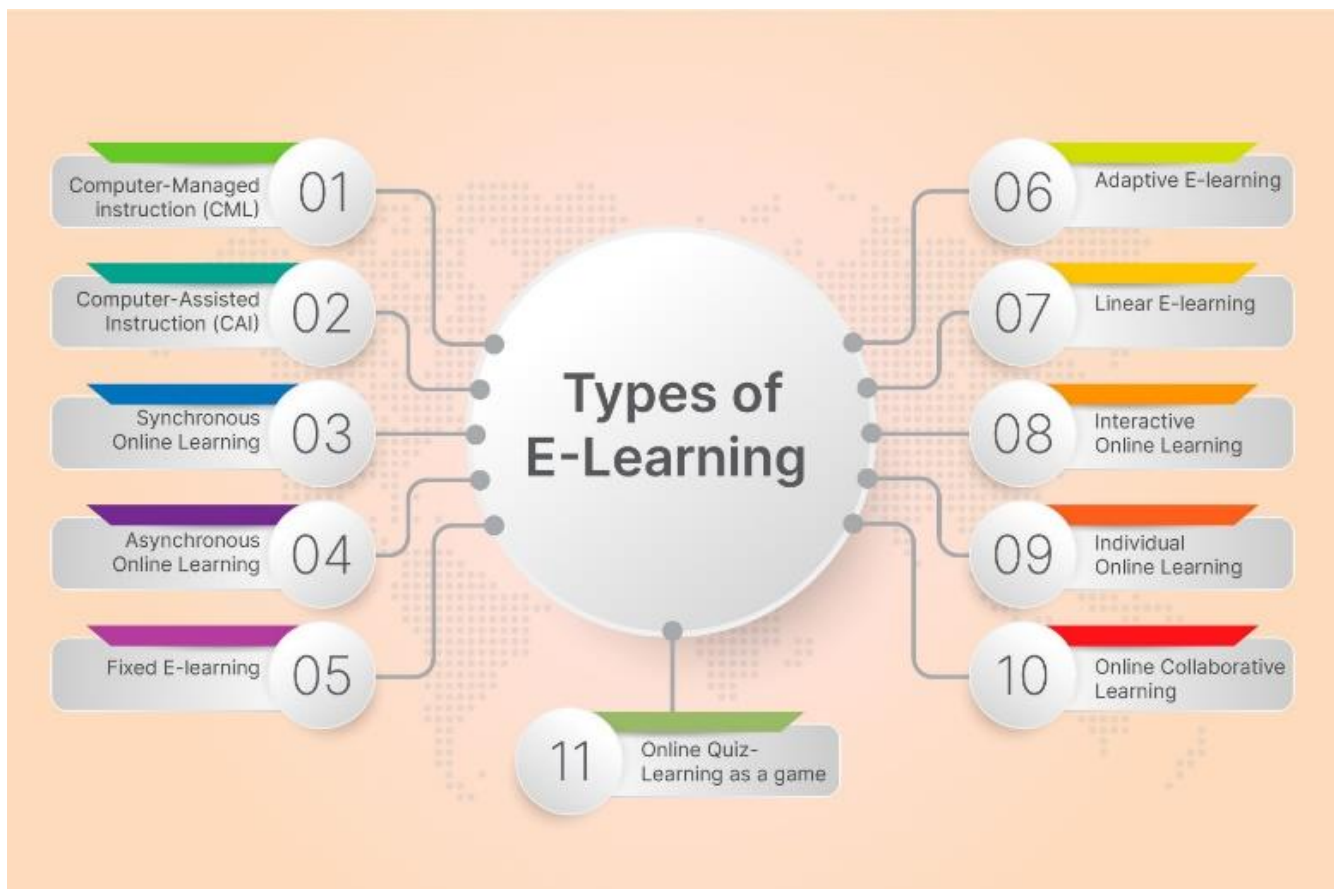 Types of
E-Learning
01
Computer-Managed
instruction (CML)
02
Computer-Assisted
Instruction (CAI)
03
Synchronous
Online Learning
04
Asynchronous
Online Learning
05
Fixed E-learning
06
Adaptive E-learning
07
Linear E-learning
08
Interactive
Online Learning
09
Individual
Online Learning
10
Online Collaborative
Learning
11
Online Quiz-
Learning as a game